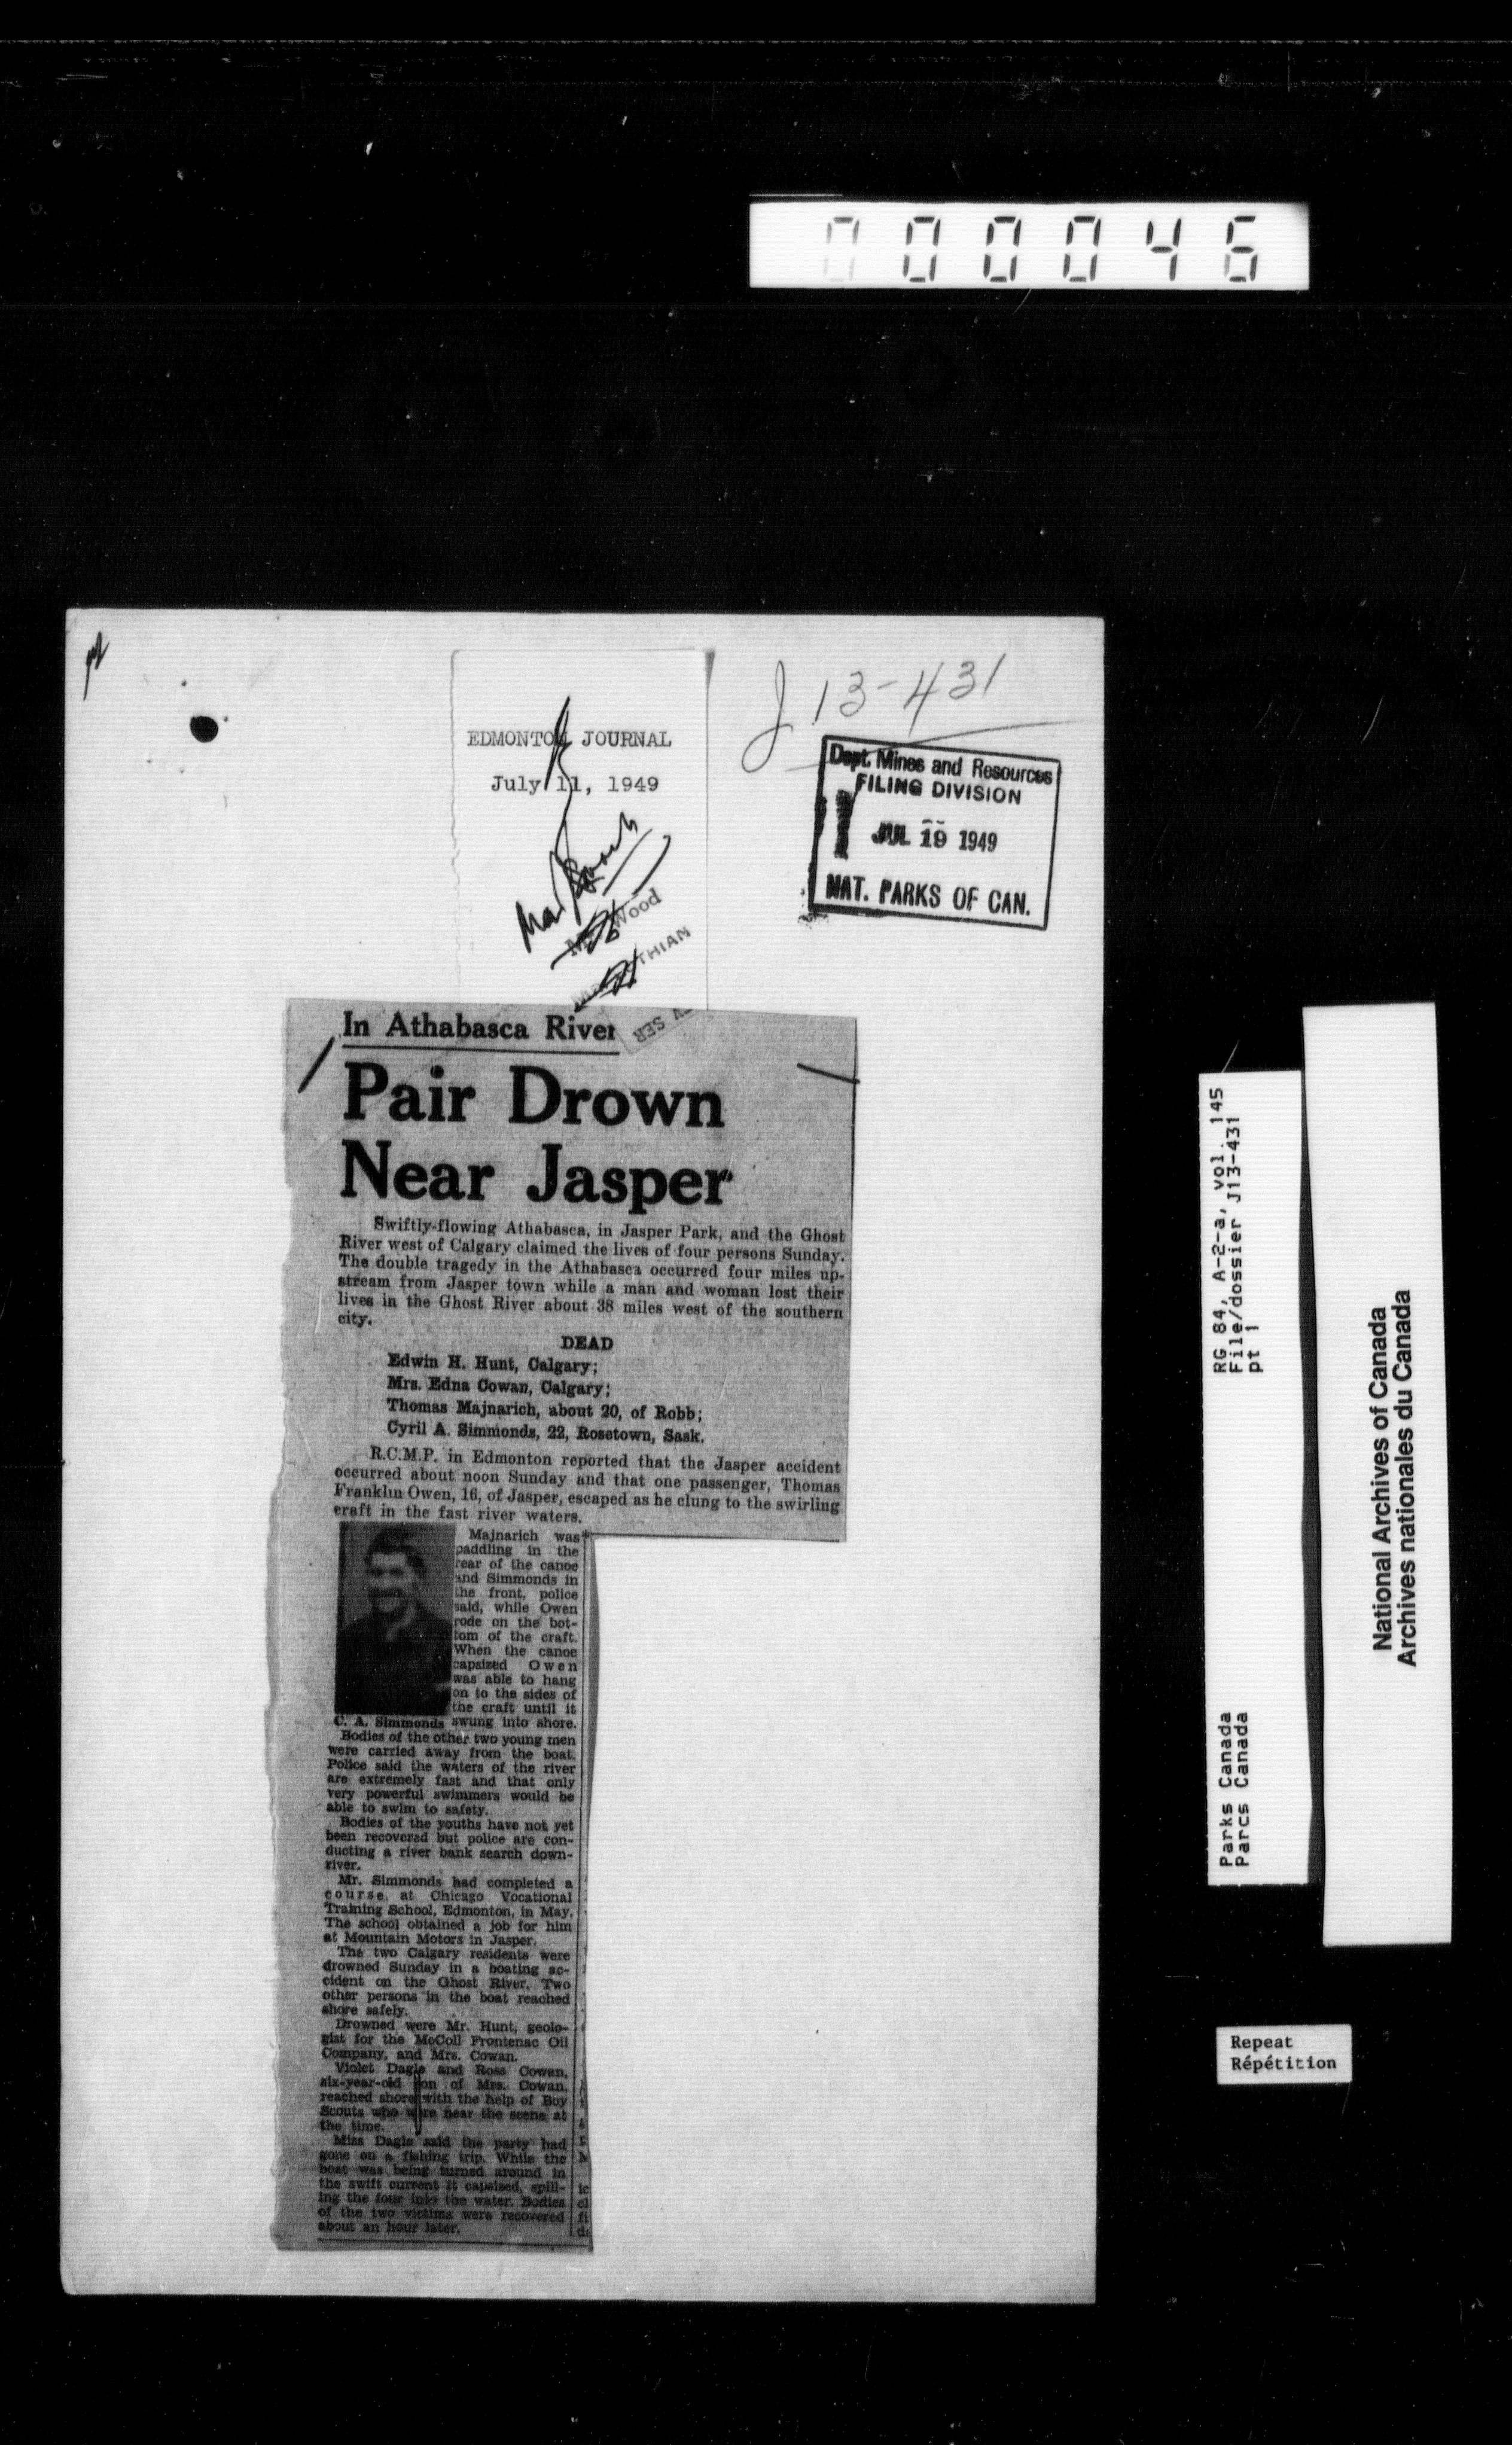 000046
J 13-431
EDMONTON JOURNAL
July 11, 1949
Dept. Mines and Resources
FILING DIVISION
JUL 19 1949
NAT. PARKS OF CAN.
Wood
In Athabasca River
Pair Drown
Near Jasper
Swiftly-flowing Athabasca, in Jasper Park, and the Ghost
River west of Calgary claimed the lives of four persons Sunday.
The double tragedy in the Athabasca occurred four miles up-
stream from Jasper town while a man and woman lost their
lives in the Ghost River about 38 miles west of the southern
city.
DEAD
Edwin H. Hunt, Calgary;
Mrs. Edna Cowan, Calgary;
Thomas Majnarich, about 20, of Robb;
Cyril A. Simmonds, 22, Rosetown, Sask.
R.C.M.P. in Edmonton reported that the Jasper accident
occurred about noon Sunday and that one passenger, Thomas
Franklin Owen, 16, of Jasper, escaped as he clung to the swirling
craft in the fast river waters.
Majnarich was
paddling in the
rear of the canoe
and Simmonds in
the front, police
said, while Owen
rode on the bot-
tom of the craft.
When the canoe
capsized Owen
was able to hang
on to the sides of
the craft until it
swung into shore.
C. A. Simmonds
Bodies of the other two young men
were carried away from the boat.
Police said the waters of the river
are extremely fast and that only
very powerful swimmers would be
able to swim to safety.
Bodies of the youths have not yet
been recovered but police are con-
ducting a river bank search down-
river.
Mr. Simmonds had completed a
course at Chicago Vocational
Training School, Edmonton, in May.
The school obtained a job for him
at Mountain Motors in Jasper.
The two Calgary residents were
drowned Sunday in a boating ac-
cident on the Ghost River. Two
other persons in the boat reached
shore safely.
Drowned were Mr. Hunt, geolo-
gist for the McColl Frontenac Oil
Company, and Mrs. Cowan.
Violet Dagle and Ross Cowan,
six-year-old son of Mrs. Cowan,
reached shore with the help of Boy
Scouts who were near the scene at
the time.
Miss Dagle said the party had
gone on a fishing trip. While the
boat was being turned around in
the swift current it capsized, spill-
ing the four into the water. Bodies
of the two victims were recovered
about an hour later.
RG 84, A-2-a, vol. 145
File/dossier J13-431
pt 1
Parks Canada
Parcs Canada
National Archives of Canada
Archives nationales du Canada
Repeat
Répétition